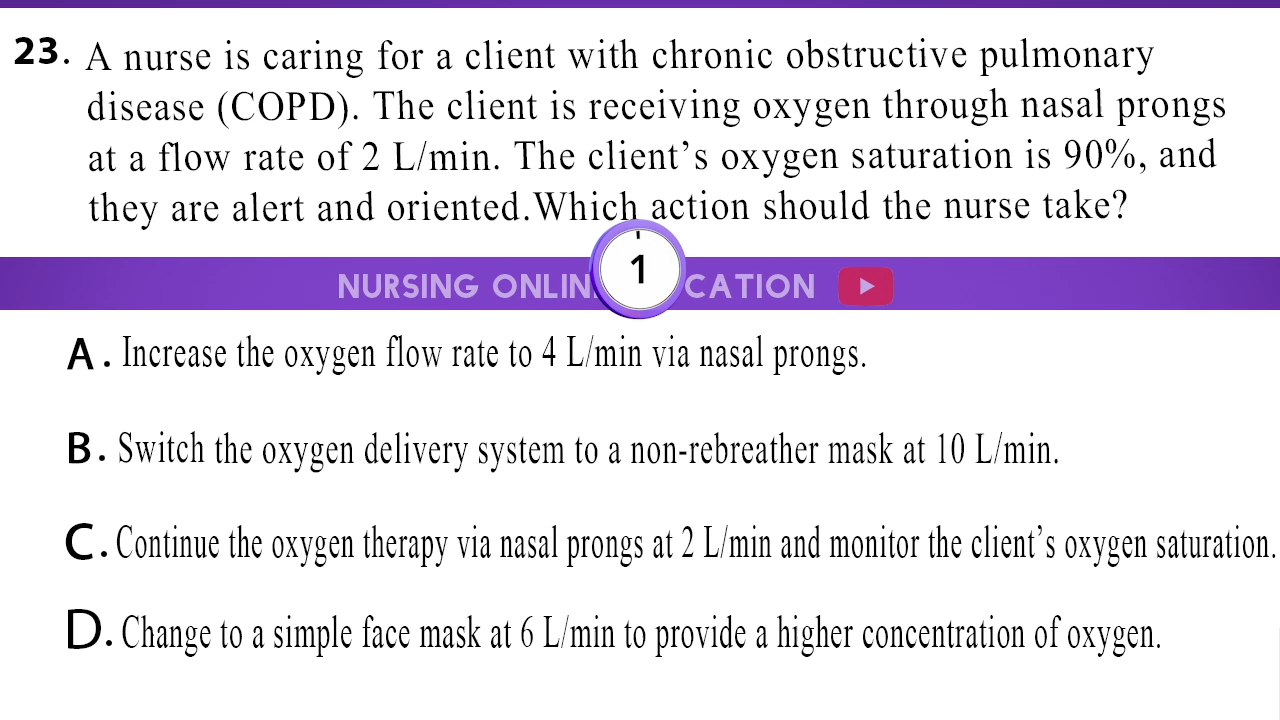 23. A nurse is caring for a client with chronic obstructive pulmonary
disease (COPD). The client is receiving oxygen through nasal prongs
at a flow rate of 2 L/min. The client’s oxygen saturation is 90%, and
they are alert and oriented.Which action should the nurse take?
1
NURSING ONLIN CATION
A. Increase the oxygen flow rate to 4 L/min via nasal prongs.
B. Switch the oxygen delivery system to a non-rebreather mask at 10 L/min.
C. Continue the oxygen therapy via nasal prongs at 2 L/min and monitor the client’s oxygen saturation.
D. Change to a simple face mask at 6 L/min to provide a higher concentration of oxygen.